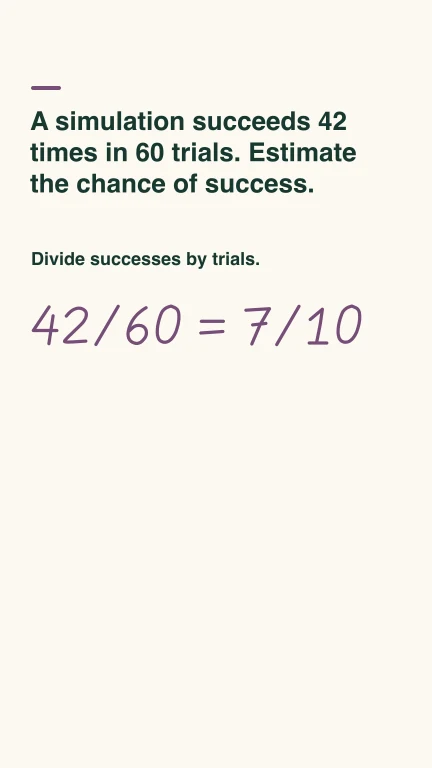 A simulation succeeds 42
times in 60 trials. Estimate
the chance of success.
Divide successes by trials.
42/60 = 7/10